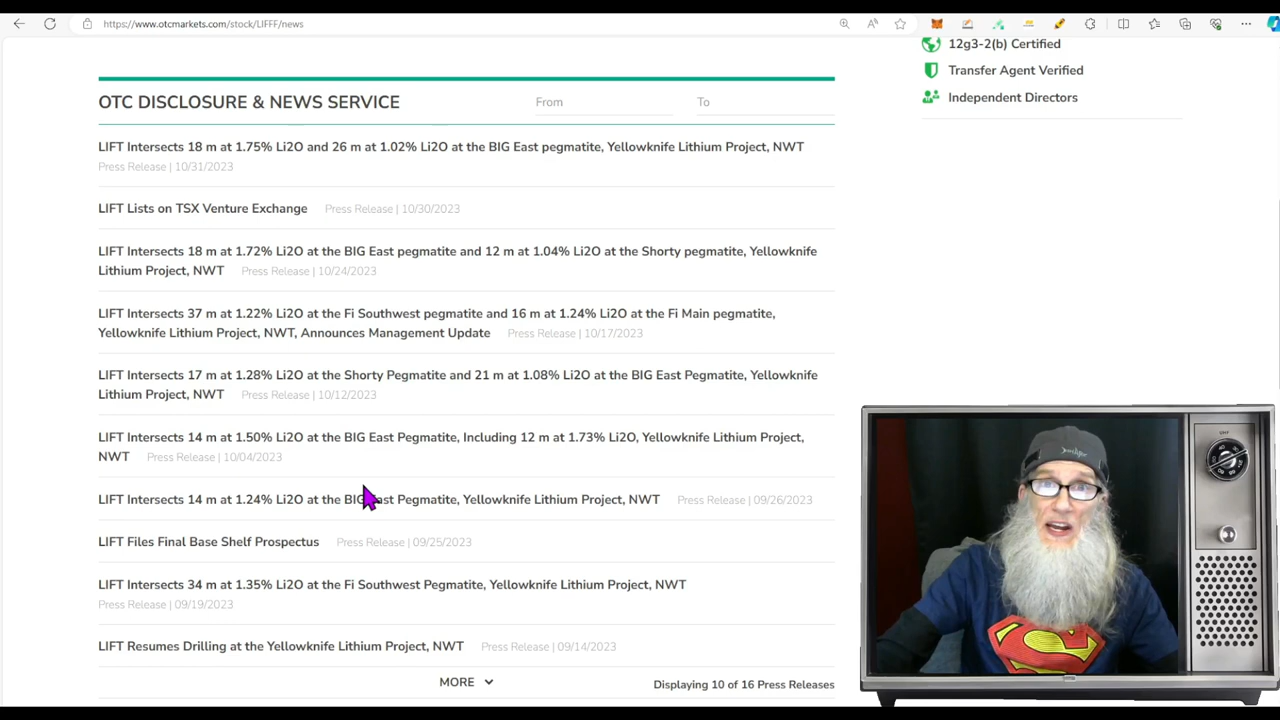 https://www.otcmarkets.com/stock/LIFFF/news
12g3-2(b) Certified
Transfer Agent Verified
Independent Directors
OTC DISCLOSURE & NEWS SERVICE From To
LIFT Intersects 18 m at 1.75% Li2O and 26 m at 1.02% Li2O at the BIG East pegmatite, Yellowknife Lithium Project, NWT
Press Release | 10/31/2023
LIFT Lists on TSX Venture Exchange Press Release | 10/30/2023
LIFT Intersects 18 m at 1.72% Li2O at the BIG East pegmatite and 12 m at 1.04% Li2O at the Shorty pegmatite, Yellowknife
Lithium Project, NWT Press Release | 10/24/2023
LIFT Intersects 37 m at 1.22% Li2O at the Fi Southwest pegmatite and 16 m at 1.24% Li2O at the Fi Main pegmatite,
Yellowknife Lithium Project, NWT, Announces Management Update Press Release | 10/17/2023
LIFT Intersects 17 m at 1.28% Li2O at the Shorty Pegmatite and 21 m at 1.08% Li2O at the BIG East Pegmatite, Yellowknife
Lithium Project, NWT Press Release | 10/12/2023
LIFT Intersects 14 m at 1.50% Li2O at the BIG East Pegmatite, Including 12 m at 1.73% Li2O, Yellowknife Lithium Project,
NWT Press Release | 10/04/2023
LIFT Intersects 14 m at 1.24% Li2O at the BIG East Pegmatite, Yellowknife Lithium Project, NWT Press Release | 09/26/2023
LIFT Files Final Base Shelf Prospectus Press Release | 09/25/2023
LIFT Intersects 34 m at 1.35% Li2O at the Fi Southwest Pegmatite, Yellowknife Lithium Project, NWT
Press Release | 09/19/2023
LIFT Resumes Drilling at the Yellowknife Lithium Project, NWT Press Release | 09/14/2023
MORE
Displaying 10 of 16 Press Releases